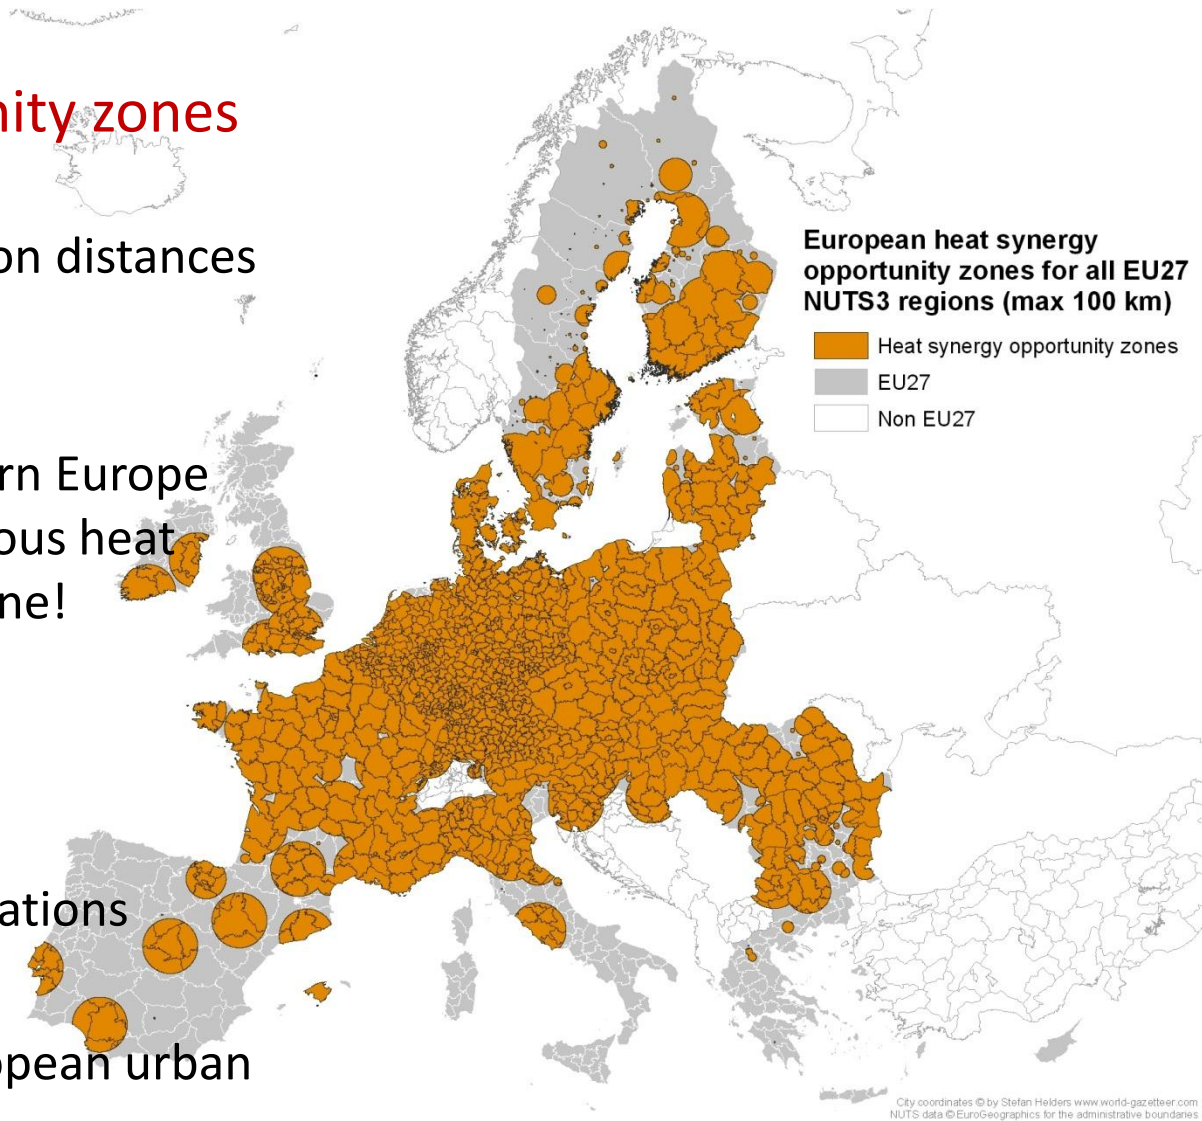 nity zones
on distances
European heat synergy
opportunity zones for all EU27
NUTS3 regions (max 100 km)
Heat synergy opportunity zones
EU27
Non EU27
rn Europe
ous heat
ne!
ations
opean urban
City coordinates © by Stefan Helders www.world-gazetteer.com
NUTS data © EuroGeographics for the administrative boundaries